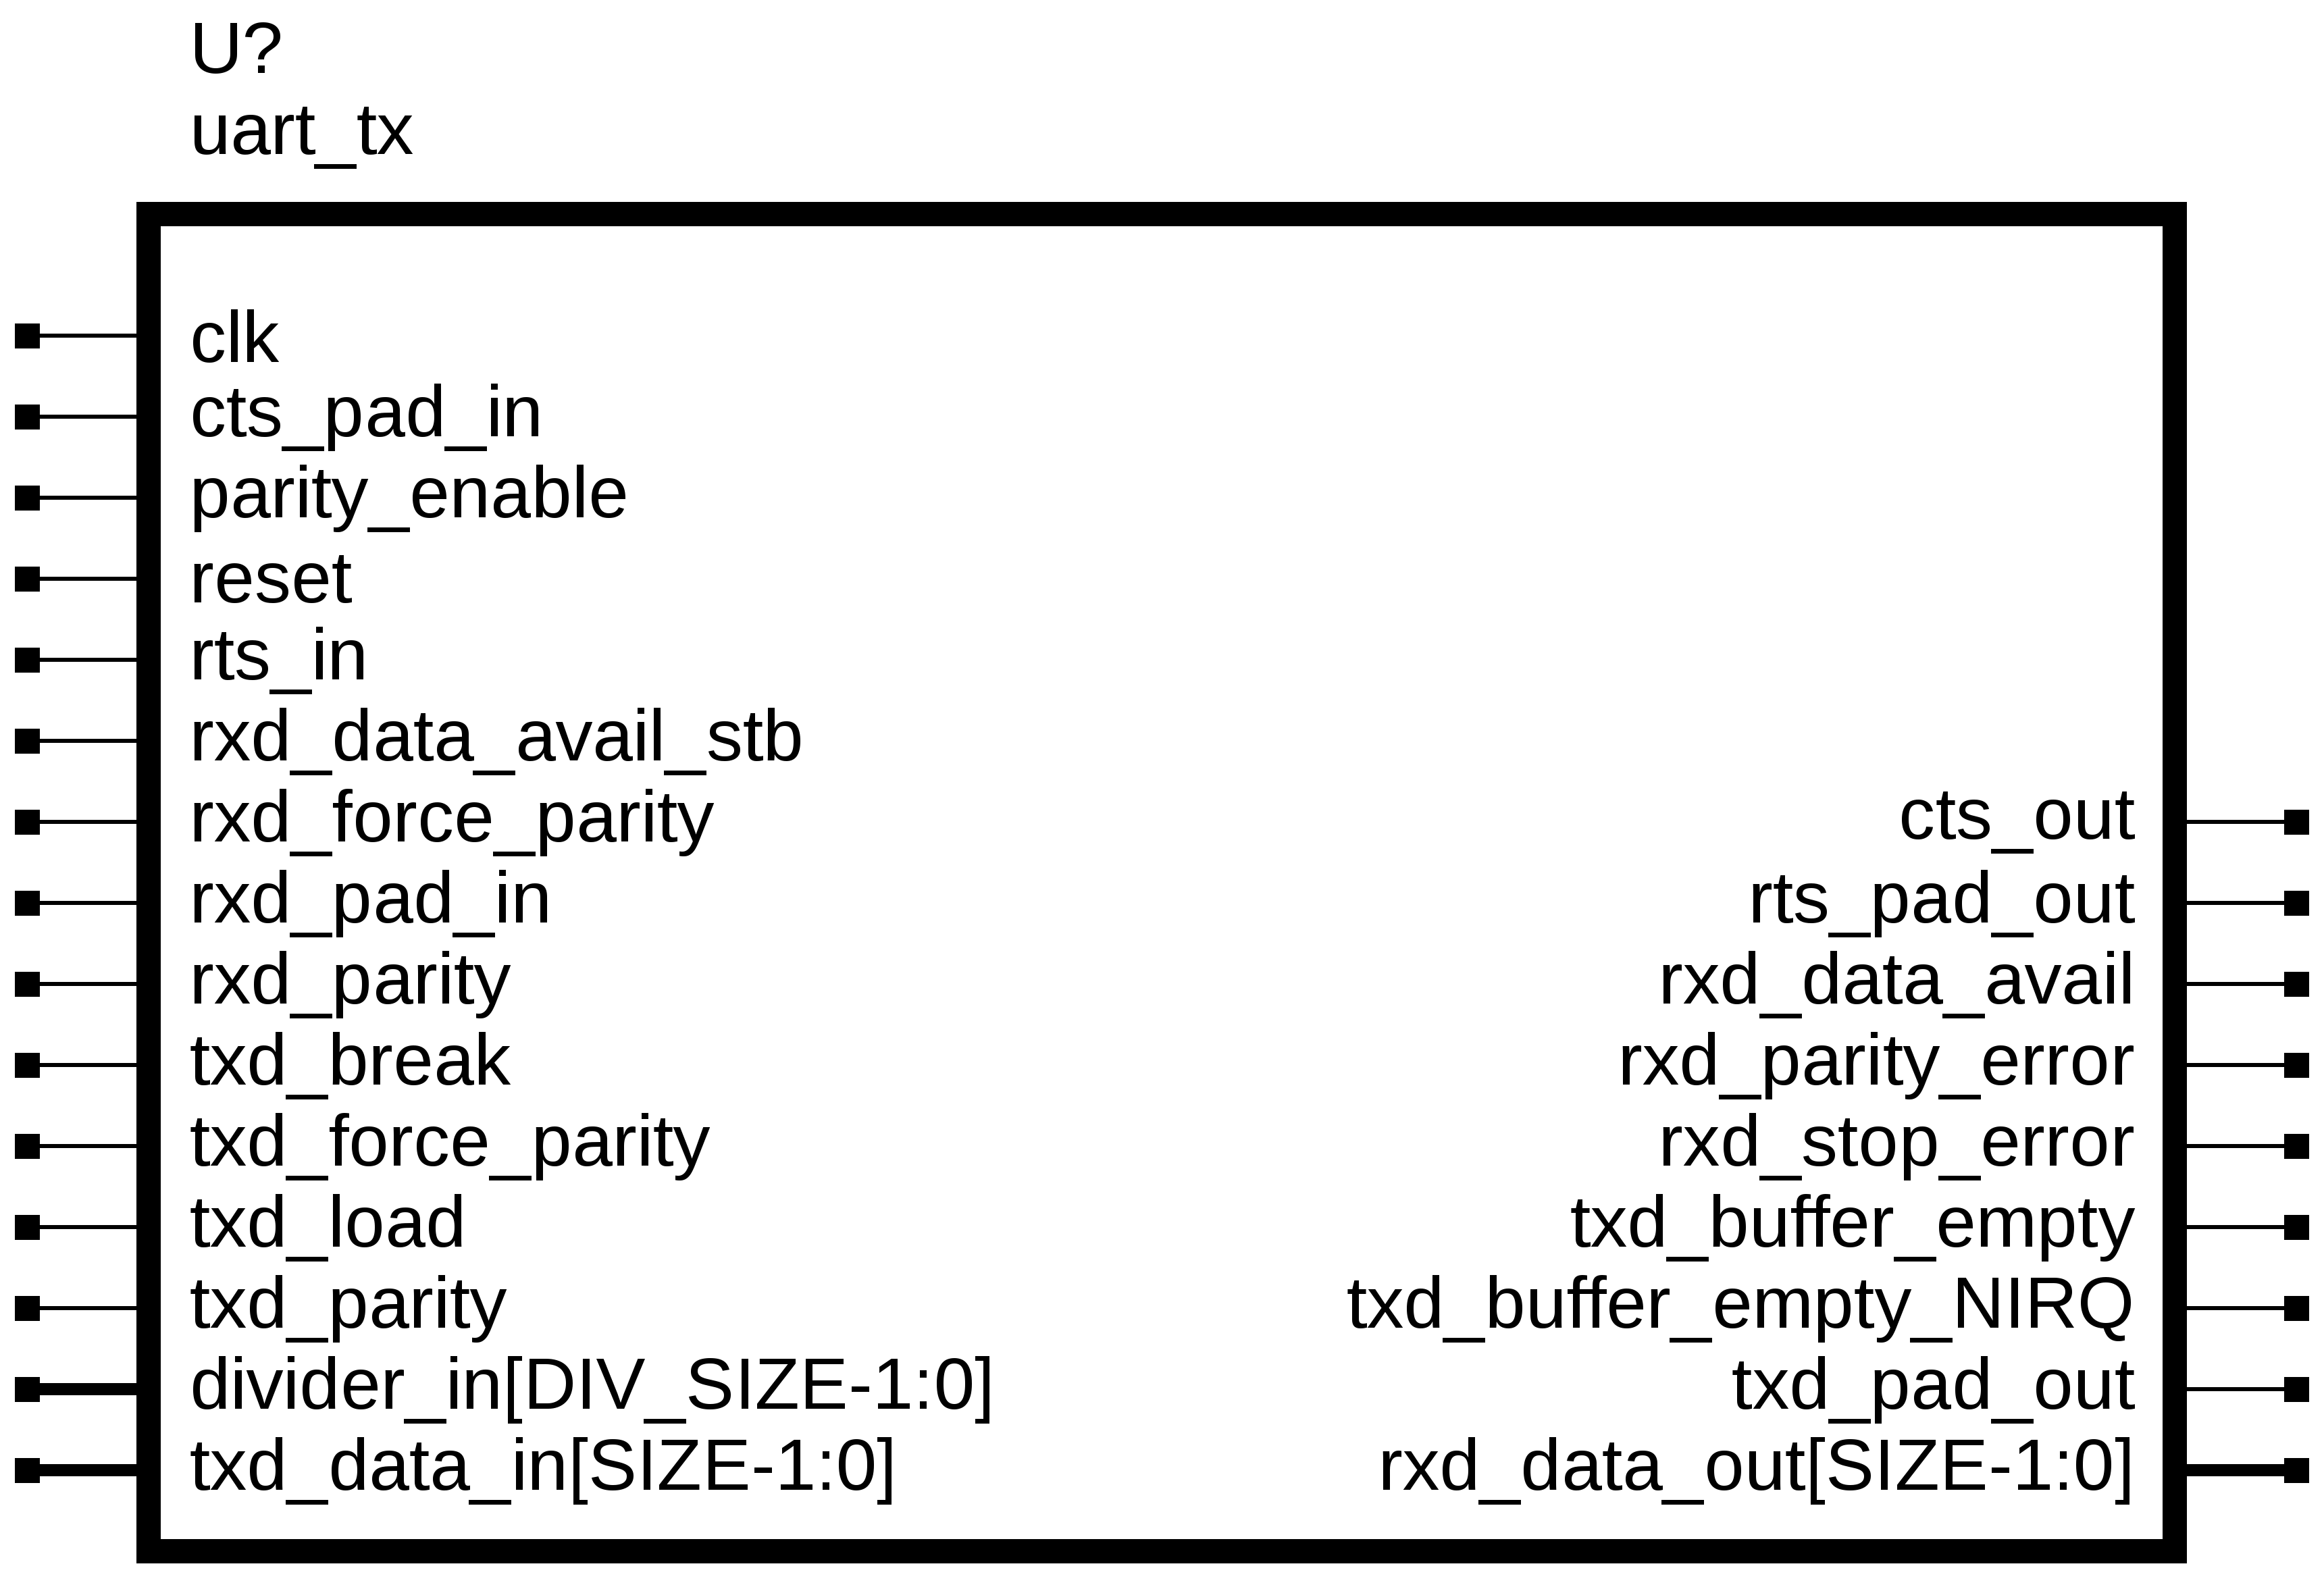 U?
uart_tx
clk
cts_pad_in
parity_enable
reset
rts_in
rxd_data_avail_stb
rxd_force_parity
rxd_pad_in
rxd_parity
txd_break
txd_force_parity
txd_load
txd_parity
divider_in[DIV_SIZE-1:0]
txd_data_in[SIZE-1:0]
cts_out
rts_pad_out
rxd_data_avail
rxd_parity_error
rxd_stop_error
txd_buffer_empty
txd_buffer_empty_NIRQ
txd_pad_out
rxd_data_out[SIZE-1:0]